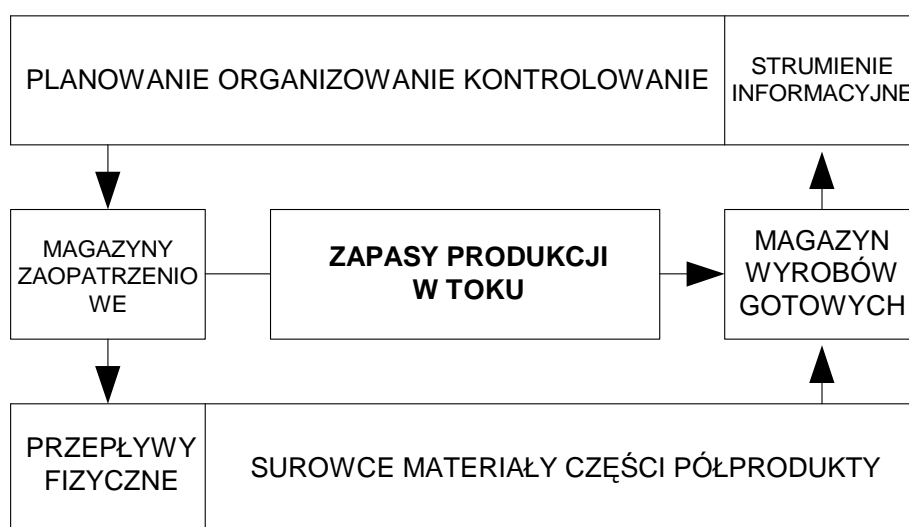 PLANOWANIE ORGANIZOWANIE KONTROLOWANIE
STRUMIENIE
INFORMACYJNE
MAGAZYNY
ZAOPATRZENIO
WE
ZAPASY PRODUKCJI
W TOKU
MAGAZYN
WYROBÓW
GOTOWYCH
PRZEPŁYWY
FIZYCZNE
SUROWCE MATERIAŁY CZĘŚCI PÓŁPRODUKTY